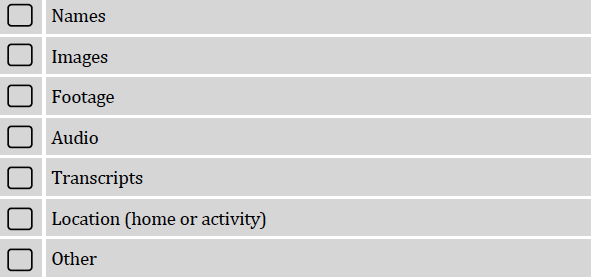 Names
Images
Footage
Audio
Transcripts
Location (home or activity)
Other